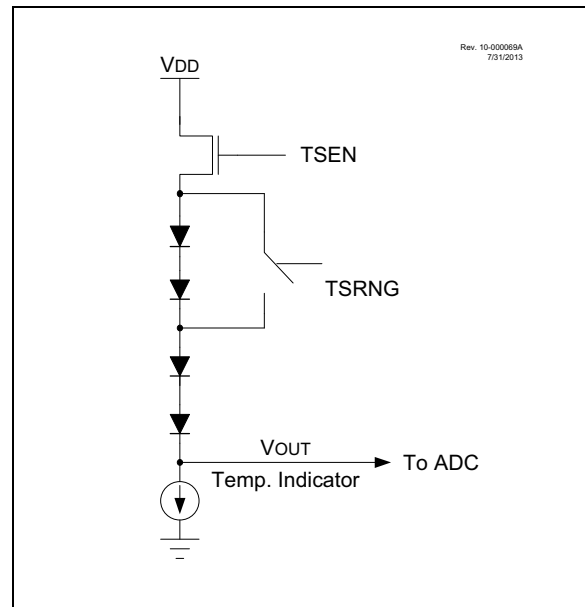 Rev. 10-000069A
7/31/2013
VDD
TSEN
TSRNG
VOUT
To ADC
Temp. Indicator